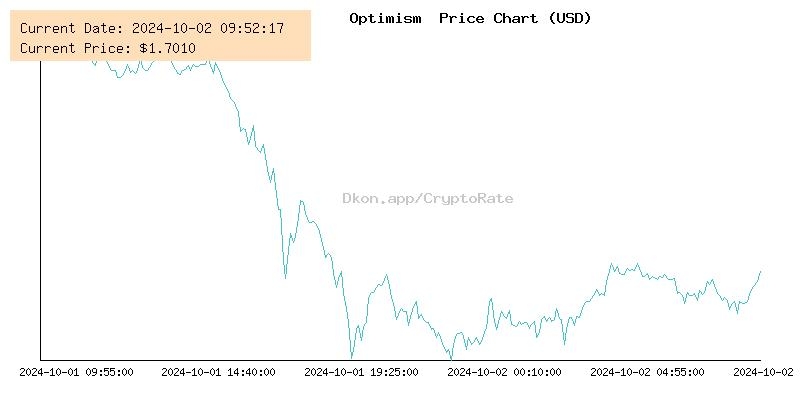 Optimism Price Chart (USD)
Current Date: 2024-10-02 09:52:17
Current Price: $1.7010
Dkon.app/CryptoRate
2024-10-01 09:55:00 2024-10-01 14:40:00 2024-10-01 19:25:00 2024-10-02 00:10:00 2024-10-02 04:55:00 2024-10-02